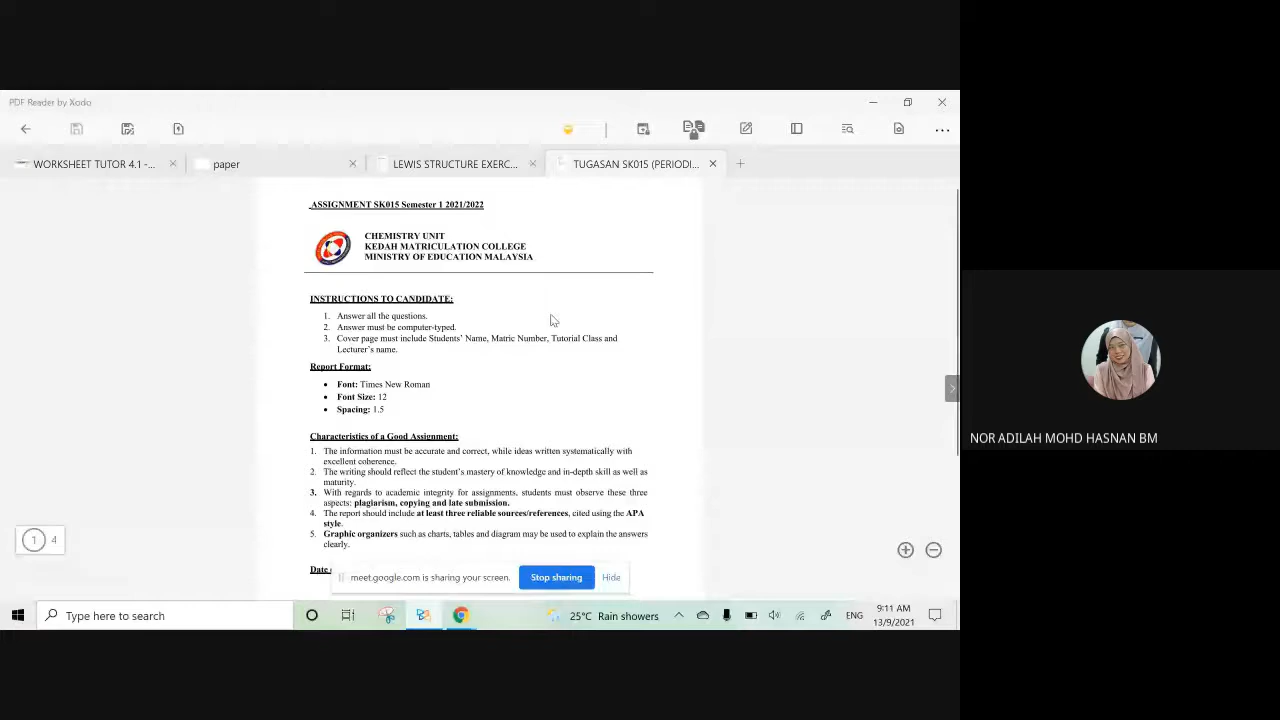 PDF Reader by Xodo
WORKSHEET TUTOR 4.1 -...
paper
LEWIS STRUCTURE EXERC...
TUGASAN SK015 (PERIODI...
ASSIGNMENT SK015 Semester 1 2021/2022
CHEMISTRY UNIT
KEDAH MATRICULATION COLLEGE
MINISTRY OF EDUCATION MALAYSIA
INSTRUCTIONS TO CANDIDATE:
1. Answer all the questions.
2. Answer must be computer-typed.
3. Cover page must include Students' Name, Matric Number, Tutorial Class and
Lecturer's name.
Report Format:
• Font: Times New Roman
• Font Size: 12
• Spacing: 1.5
Characteristics of a Good Assignment:
1. The information must be accurate and correct, while ideas written systematically with
excellent coherence.
2. The writing should reflect the student's mastery of knowledge and in-depth skill as well as
maturity.
3. With regards to academic integrity for assignments, students must observe these three
aspects: plagiarism, copying and late submission.
4. The report should include at least three reliable sources/references, cited using the APA
style.
5. Graphic organizers such as charts, tables and diagram may be used to explain the answers
clearly.
Date
1 4
meet.google.com is sharing your screen.
Stop sharing
Hide
Type here to search
25°C Rain showers
ENG
9:11 AM
13/9/2021
NOR ADILAH MOHD HASNAN BM